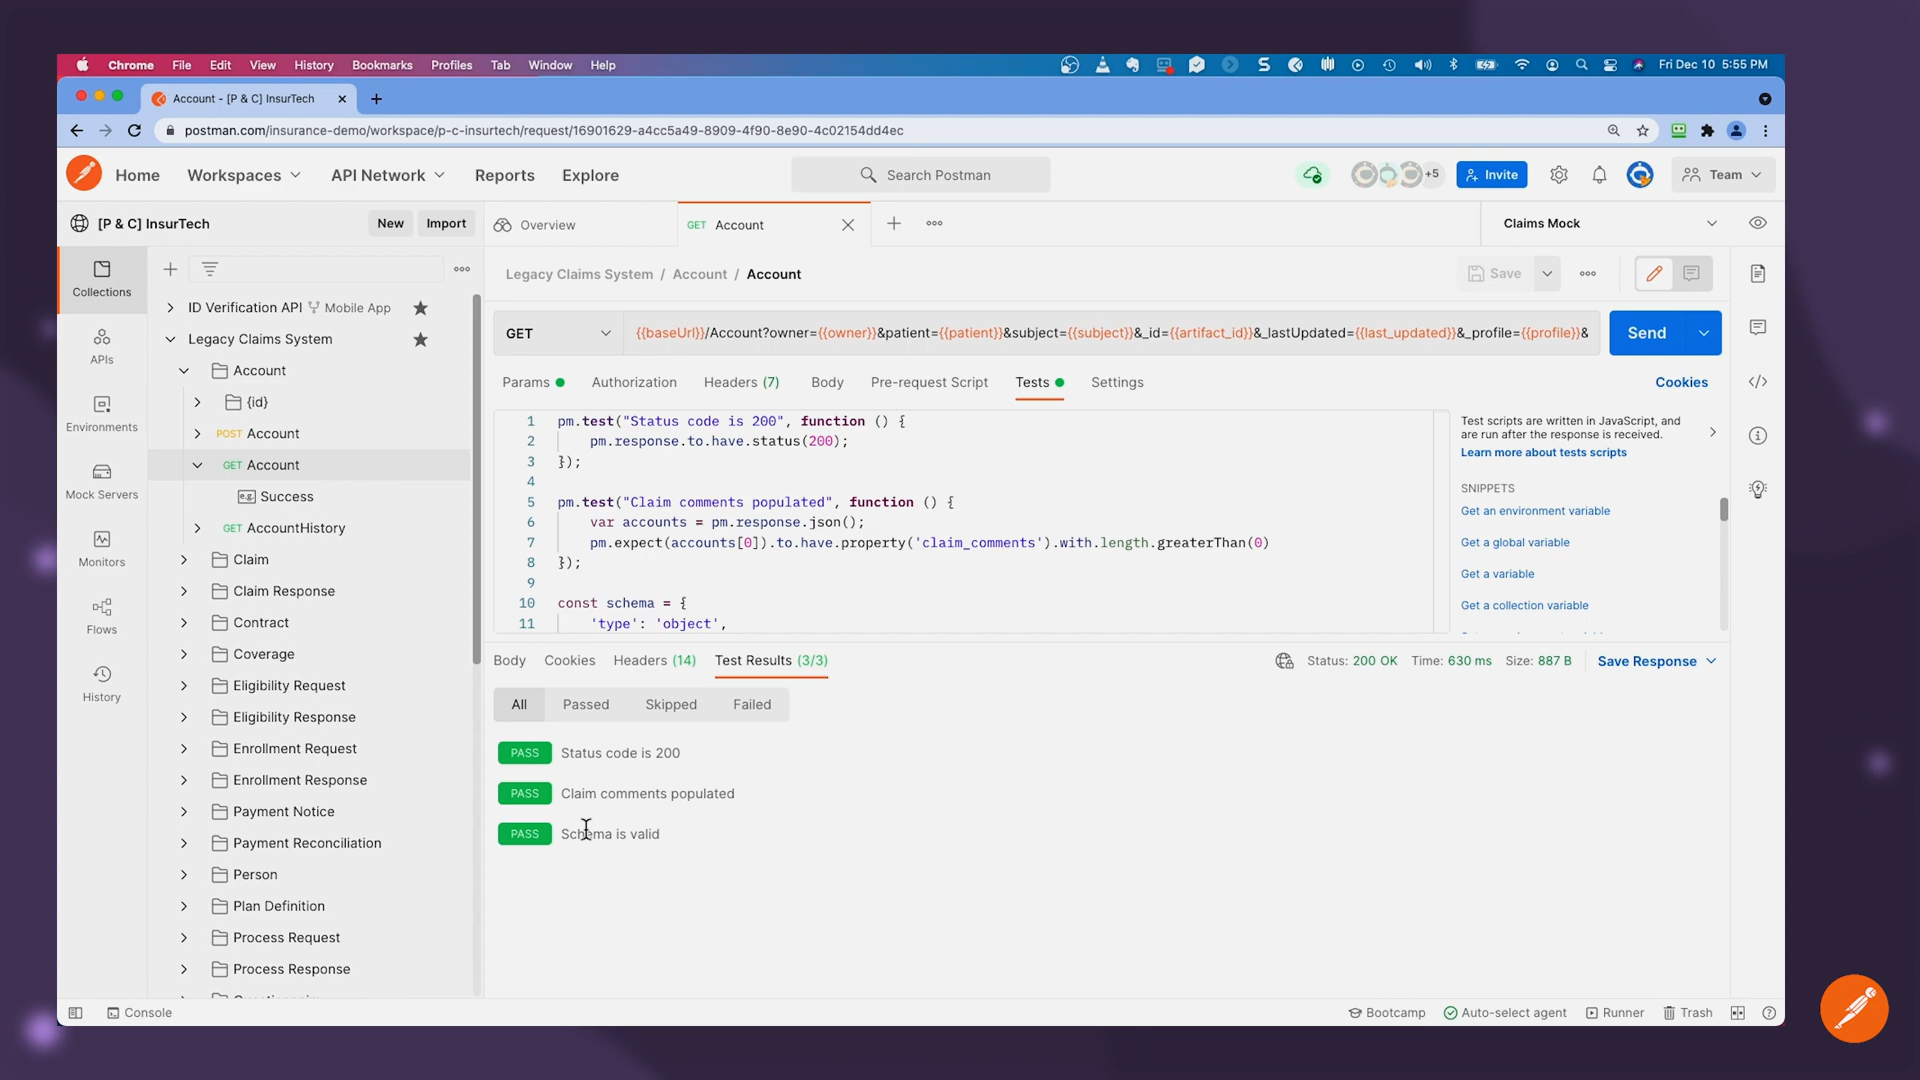 Chrome File Edit View History Bookmarks Profiles Tab Window Help Fri Dec 10 5:55 PM
Account - [P & C] InsurTech
postman.com/insurance-demo/workspace/p-c-insurtech/request/16901629-a4cc5a49-8909-4f90-8e90-4c02154dd4ec
Home Workspaces API Network Reports Explore Search Postman +5 Invite Team
[P & C] InsurTech New Import Overview GET Account Claims Mock
Collections
APIs
Environments
Mock Servers
Monitors
Flows
History
ID Verification API Mobile App
Legacy Claims System
Account
{id}
POST Account
GET Account
e.g. Success
GET AccountHistory
Claim
Claim Response
Contract
Coverage
Eligibility Request
Eligibility Response
Enrollment Request
Enrollment Response
Payment Notice
Payment Reconciliation
Person
Plan Definition
Process Request
Process Response
Legacy Claims System / Account / Account Save
GET {{baseUrl}}/Account?owner={{owner}}&patient={{patient}}&subject={{subject}}&_id={{artifact_id}}&_lastUpdated={{last_updated}}&_profile={{profile}}& Send
Params Authorization Headers (7) Body Pre-request Script Tests Settings Cookies
1 pm.test("Status code is 200", function () {
2 pm.response.to.have.status(200);
3 });
4
5 pm.test("Claim comments populated", function () {
6 var accounts = pm.response.json();
7 pm.expect(accounts[0]).to.have.property('claim_comments').with.length.greaterThan(0)
8 });
9
10 const schema = {
11 'type': 'object',
Test scripts are written in JavaScript, and
are run after the response is received.
Learn more about tests scripts
SNIPPETS
Get an environment variable
Get a global variable
Get a variable
Get a collection variable
Body Cookies Headers (14) Test Results (3/3) Status: 200 OK Time: 630 ms Size: 887 B Save Response
All Passed Skipped Failed
PASS Status code is 200
PASS Claim comments populated
PASS Schema is valid
Console Bootcamp Auto-select agent Runner Trash